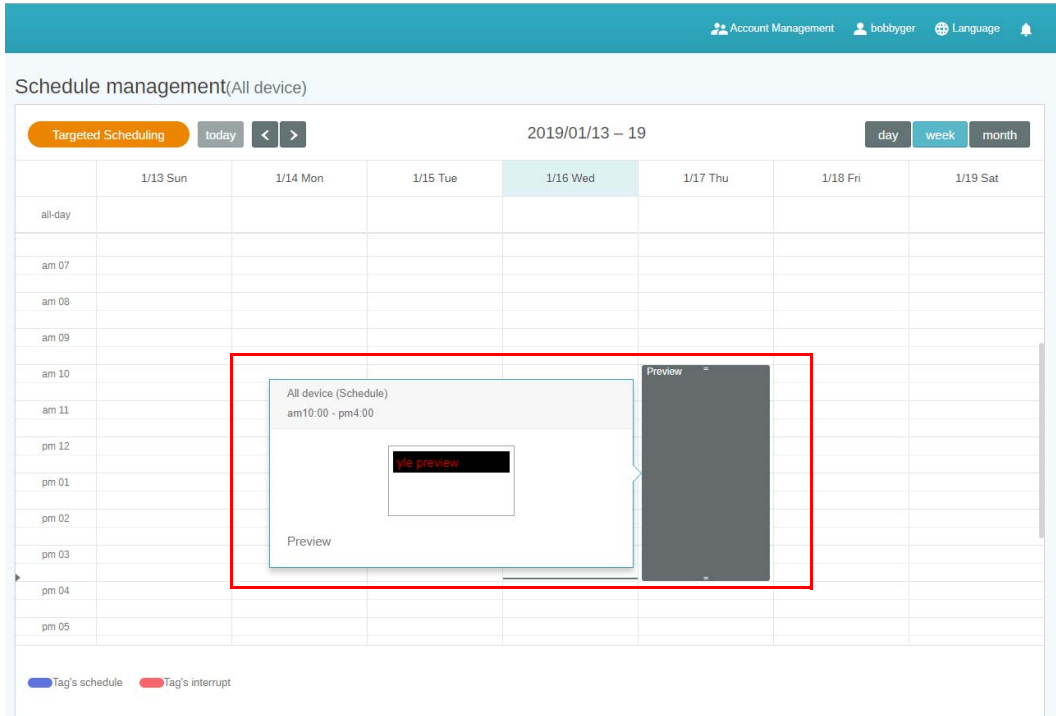 Account Management bobbyger Language
Schedule management(All device)
Targeted Scheduling today < > 2019/01/13 – 19 day week month
1/13 Sun 1/14 Mon 1/15 Tue 1/16 Wed 1/17 Thu 1/18 Fri 1/19 Sat
all-day
am 07
am 08
am 09
am 10
Preview
All device (Schedule)
am10:00 - pm4:00
am 11
pm 12
yle preview
pm 01
pm 02
Preview
pm 03
pm 04
pm 05
Tag's schedule Tag's interrupt